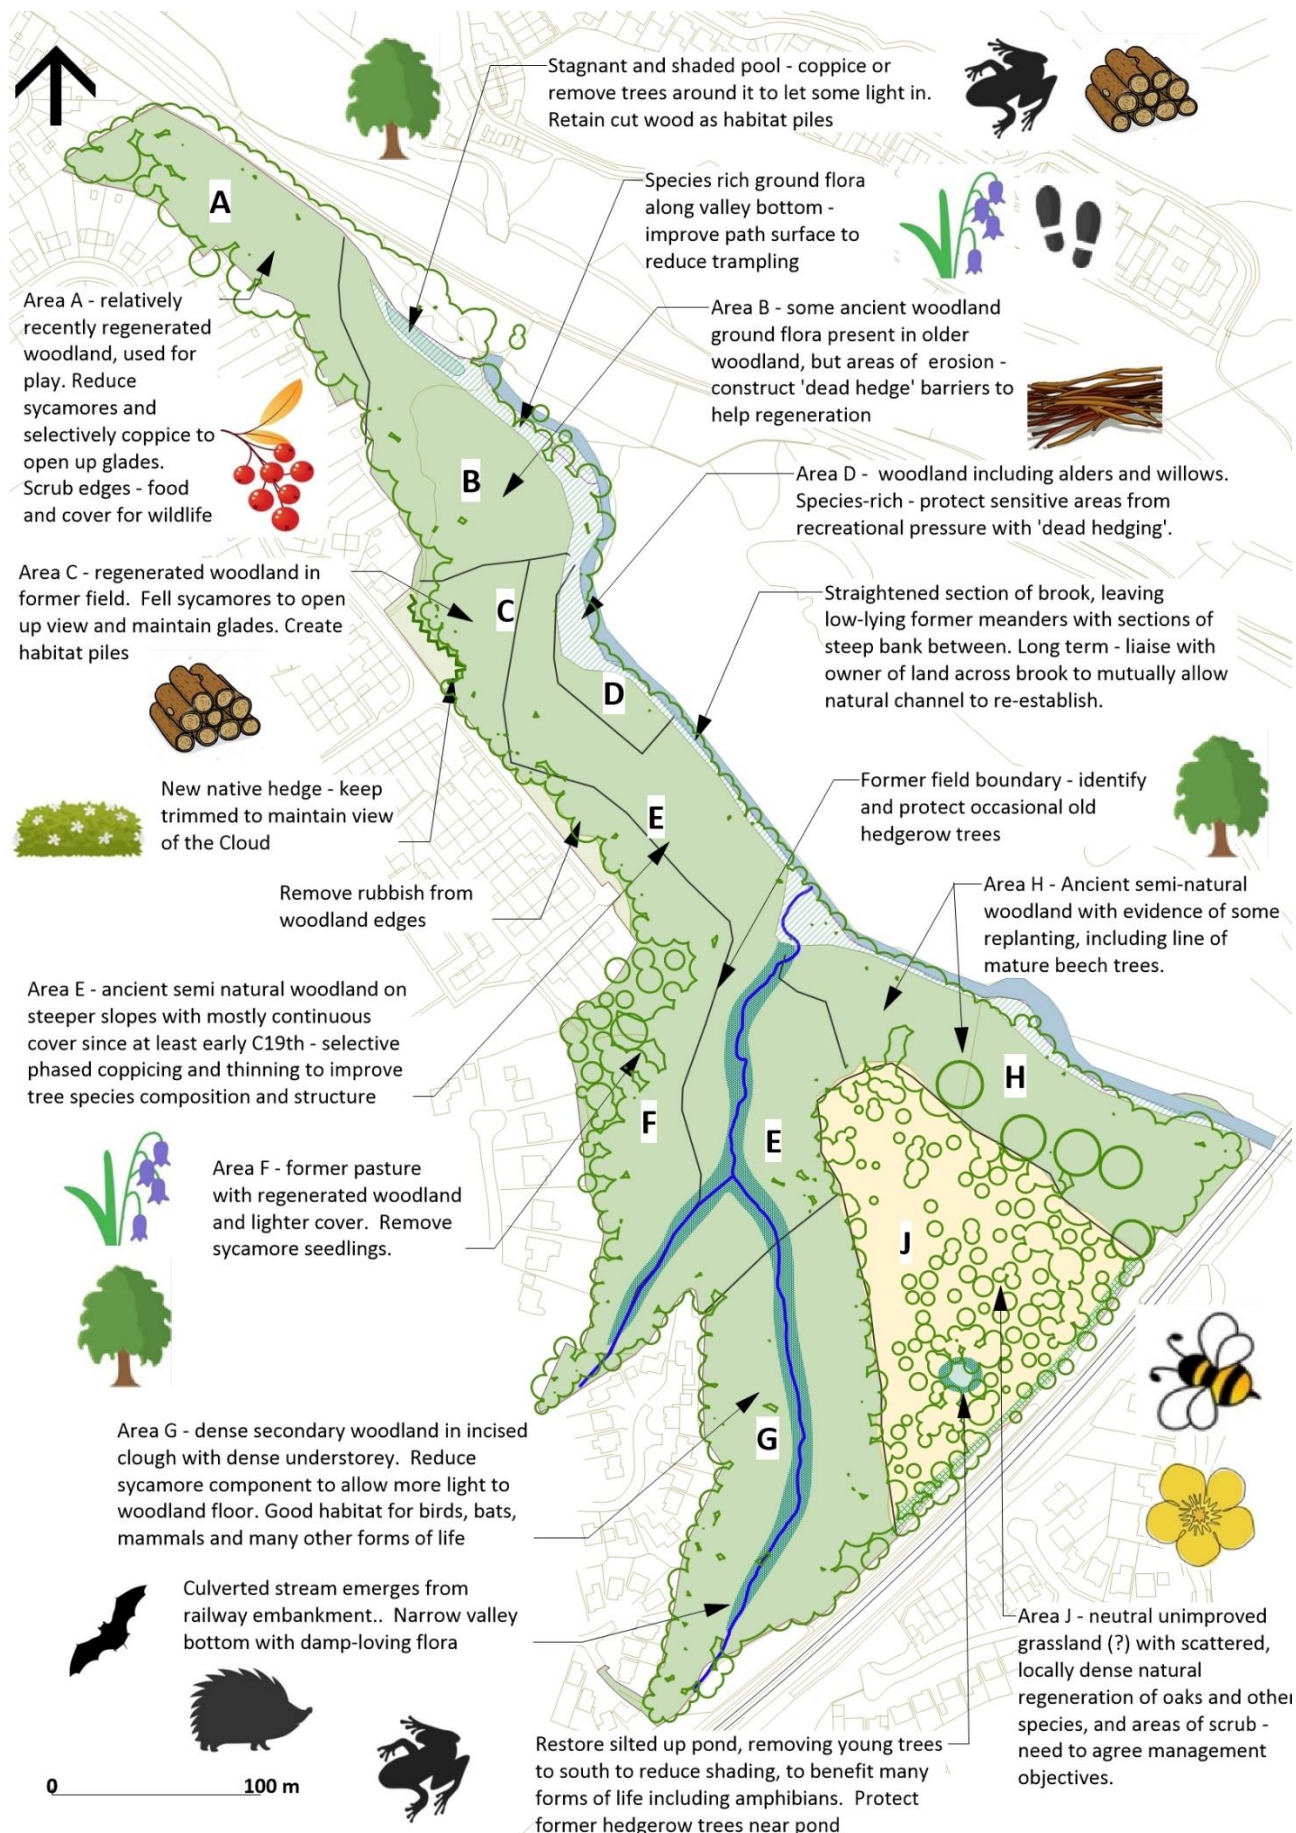 Stagnant and shaded pool - coppice or
remove trees around it to let some light in.
Retain cut wood as habitat piles
A
Species rich ground flora
along valley bottom -
improve path surface to
reduce trampling
Area A - relatively
recently regenerated
woodland, used for
play. Reduce
sycamores and
selectively coppice to
open up glades.
Scrub edges - food
and cover for wildlife
Area B - some ancient woodland
ground flora present in older
woodland, but areas of erosion -
construct 'dead hedge' barriers to
help regeneration
B
Area D - woodland including alders and willows.
Species-rich - protect sensitive areas from
recreational pressure with 'dead hedging'.
Area C - regenerated woodland in
former field. Fell sycamores to open
up view and maintain glades. Create
habitat piles
C
Straightened section of brook, leaving
low-lying former meanders with sections of
steep bank between. Long term - liaise with
owner of land across brook to mutually allow
natural channel to re-establish.
D
New native hedge - keep
trimmed to maintain view
of the Cloud
Former field boundary - identify
and protect occasional old
hedgerow trees
E
Remove rubbish from
woodland edges
Area H - Ancient semi-natural
woodland with evidence of some
replanting, including line of
mature beech trees.
Area E - ancient semi natural woodland on
steeper slopes with mostly continuous
cover since at least early C19th - selective
phased coppicing and thinning to improve
tree species composition and structure
H
F
E
Area F - former pasture
with regenerated woodland
and lighter cover. Remove
sycamore seedlings.
J
Area G - dense secondary woodland in incised
clough with dense understorey. Reduce
sycamore component to allow more light to
woodland floor. Good habitat for birds, bats,
mammals and many other forms of life
G
Culverted stream emerges from
railway embankment.. Narrow valley
bottom with damp-loving flora
Area J - neutral unimproved
grassland (?) with scattered,
locally dense natural
regeneration of oaks and other
species, and areas of scrub -
need to agree management
objectives.
Restore silted up pond, removing young trees
to south to reduce shading, to benefit many
forms of life including amphibians. Protect
former hedgerow trees near pond
0 100 m